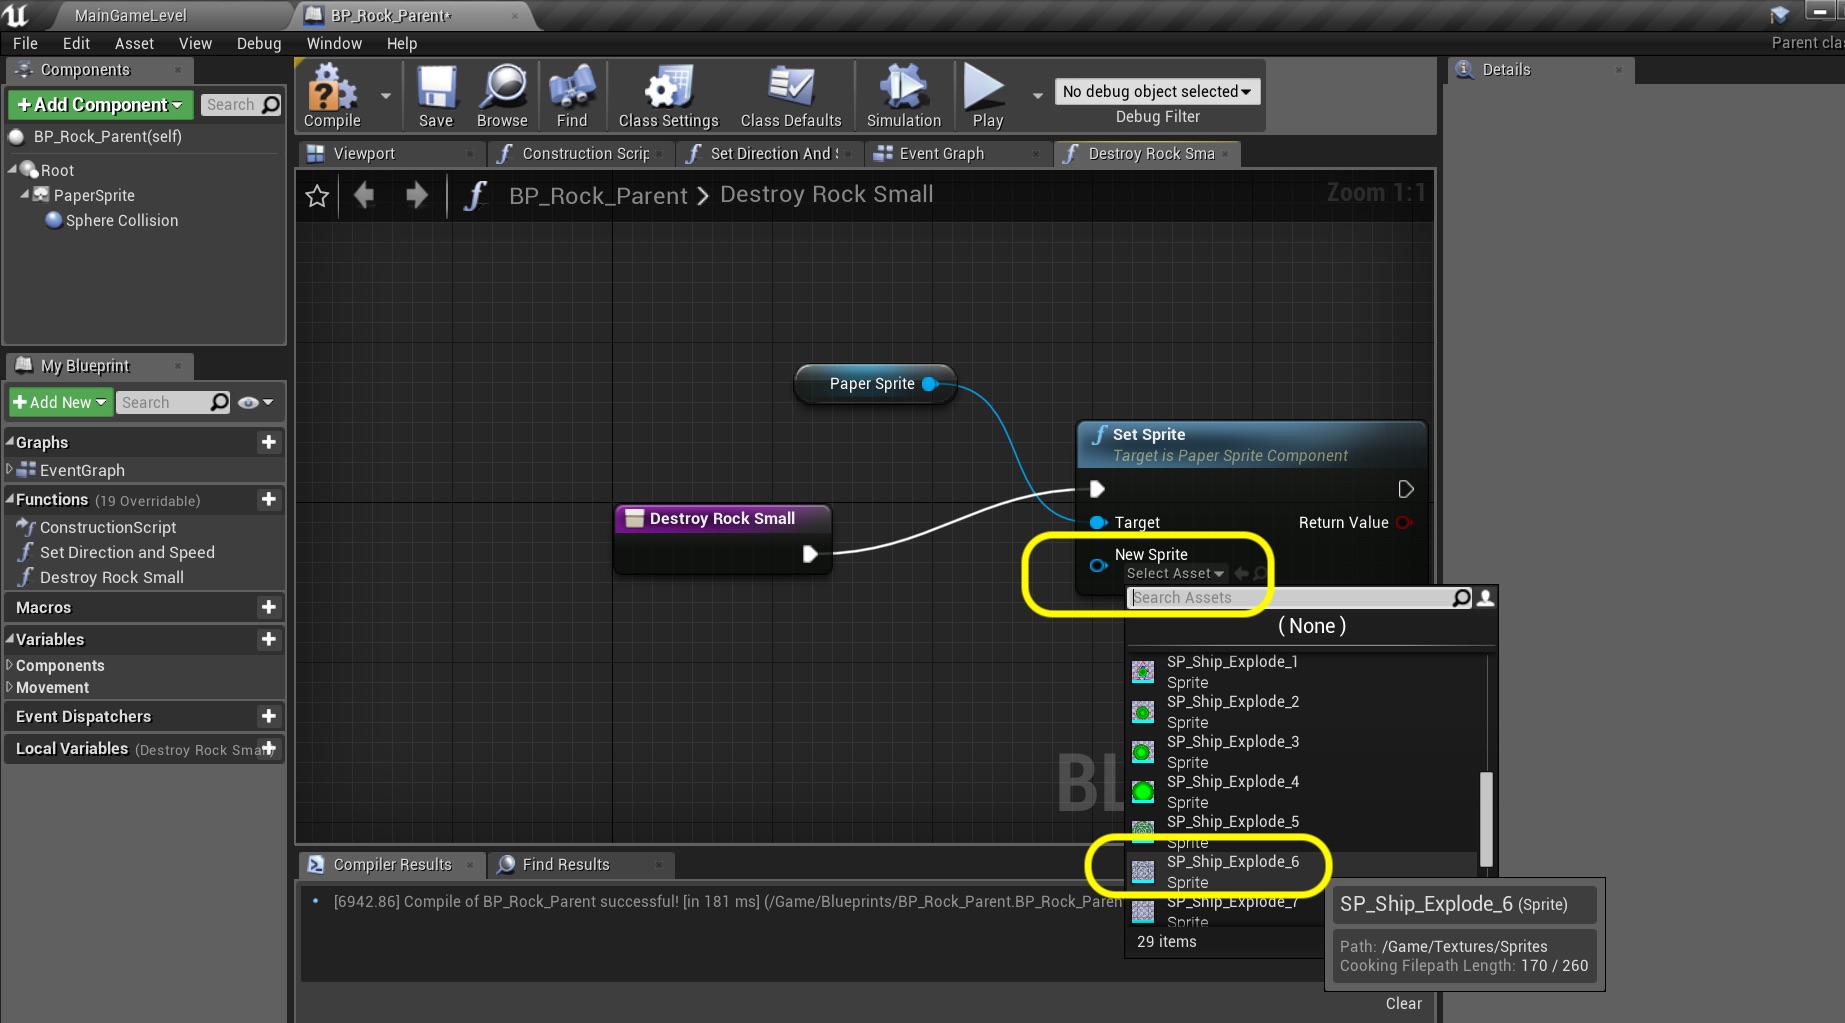 MainGameLevel
BP_Rock_Parent*
File Edit Asset View Debug Window Help
Parent cla
Components
+Add Component
Search
BP_Rock_Parent(self)
Root
PaperSprite
Sphere Collision
My Blueprint
+Add New
Search
Graphs
EventGraph
Functions (19 Overridable)
ConstructionScript
Set Direction and Speed
Destroy Rock Small
Macros
Variables
Components
Movement
Event Dispatchers
Local Variables (Destroy Rock Sma
Compile
Save
Browse
Find
Class Settings
Class Defaults
Simulation
Play
No debug object selected
Debug Filter
Viewport
Construction Scrip
Set Direction And S
Event Graph
Destroy Rock Sma
BP_Rock_Parent > Destroy Rock Small
Zoom 1:1
Paper Sprite
Destroy Rock Small
Set Sprite
Target is Paper Sprite Component
Target
Return Value
New Sprite
Select Asset
Search Assets
( None )
SP_Ship_Explode_1
Sprite
SP_Ship_Explode_2
Sprite
SP_Ship_Explode_3
Sprite
SP_Ship_Explode_4
Sprite
SP_Ship_Explode_5
Sprite
SP_Ship_Explode_6
Sprite
SP_Ship_Explode_7
Sprite
29 items
SP_Ship_Explode_6 (Sprite)
Path: /Game/Textures/Sprites
Cooking Filepath Length: 170 / 260
BL
Compiler Results
Find Results
[6942.86] Compile of BP_Rock_Parent successful! [in 181 ms] (/Game/Blueprints/BP_Rock_Parent.BP_Rock_Paren
Clear
Details